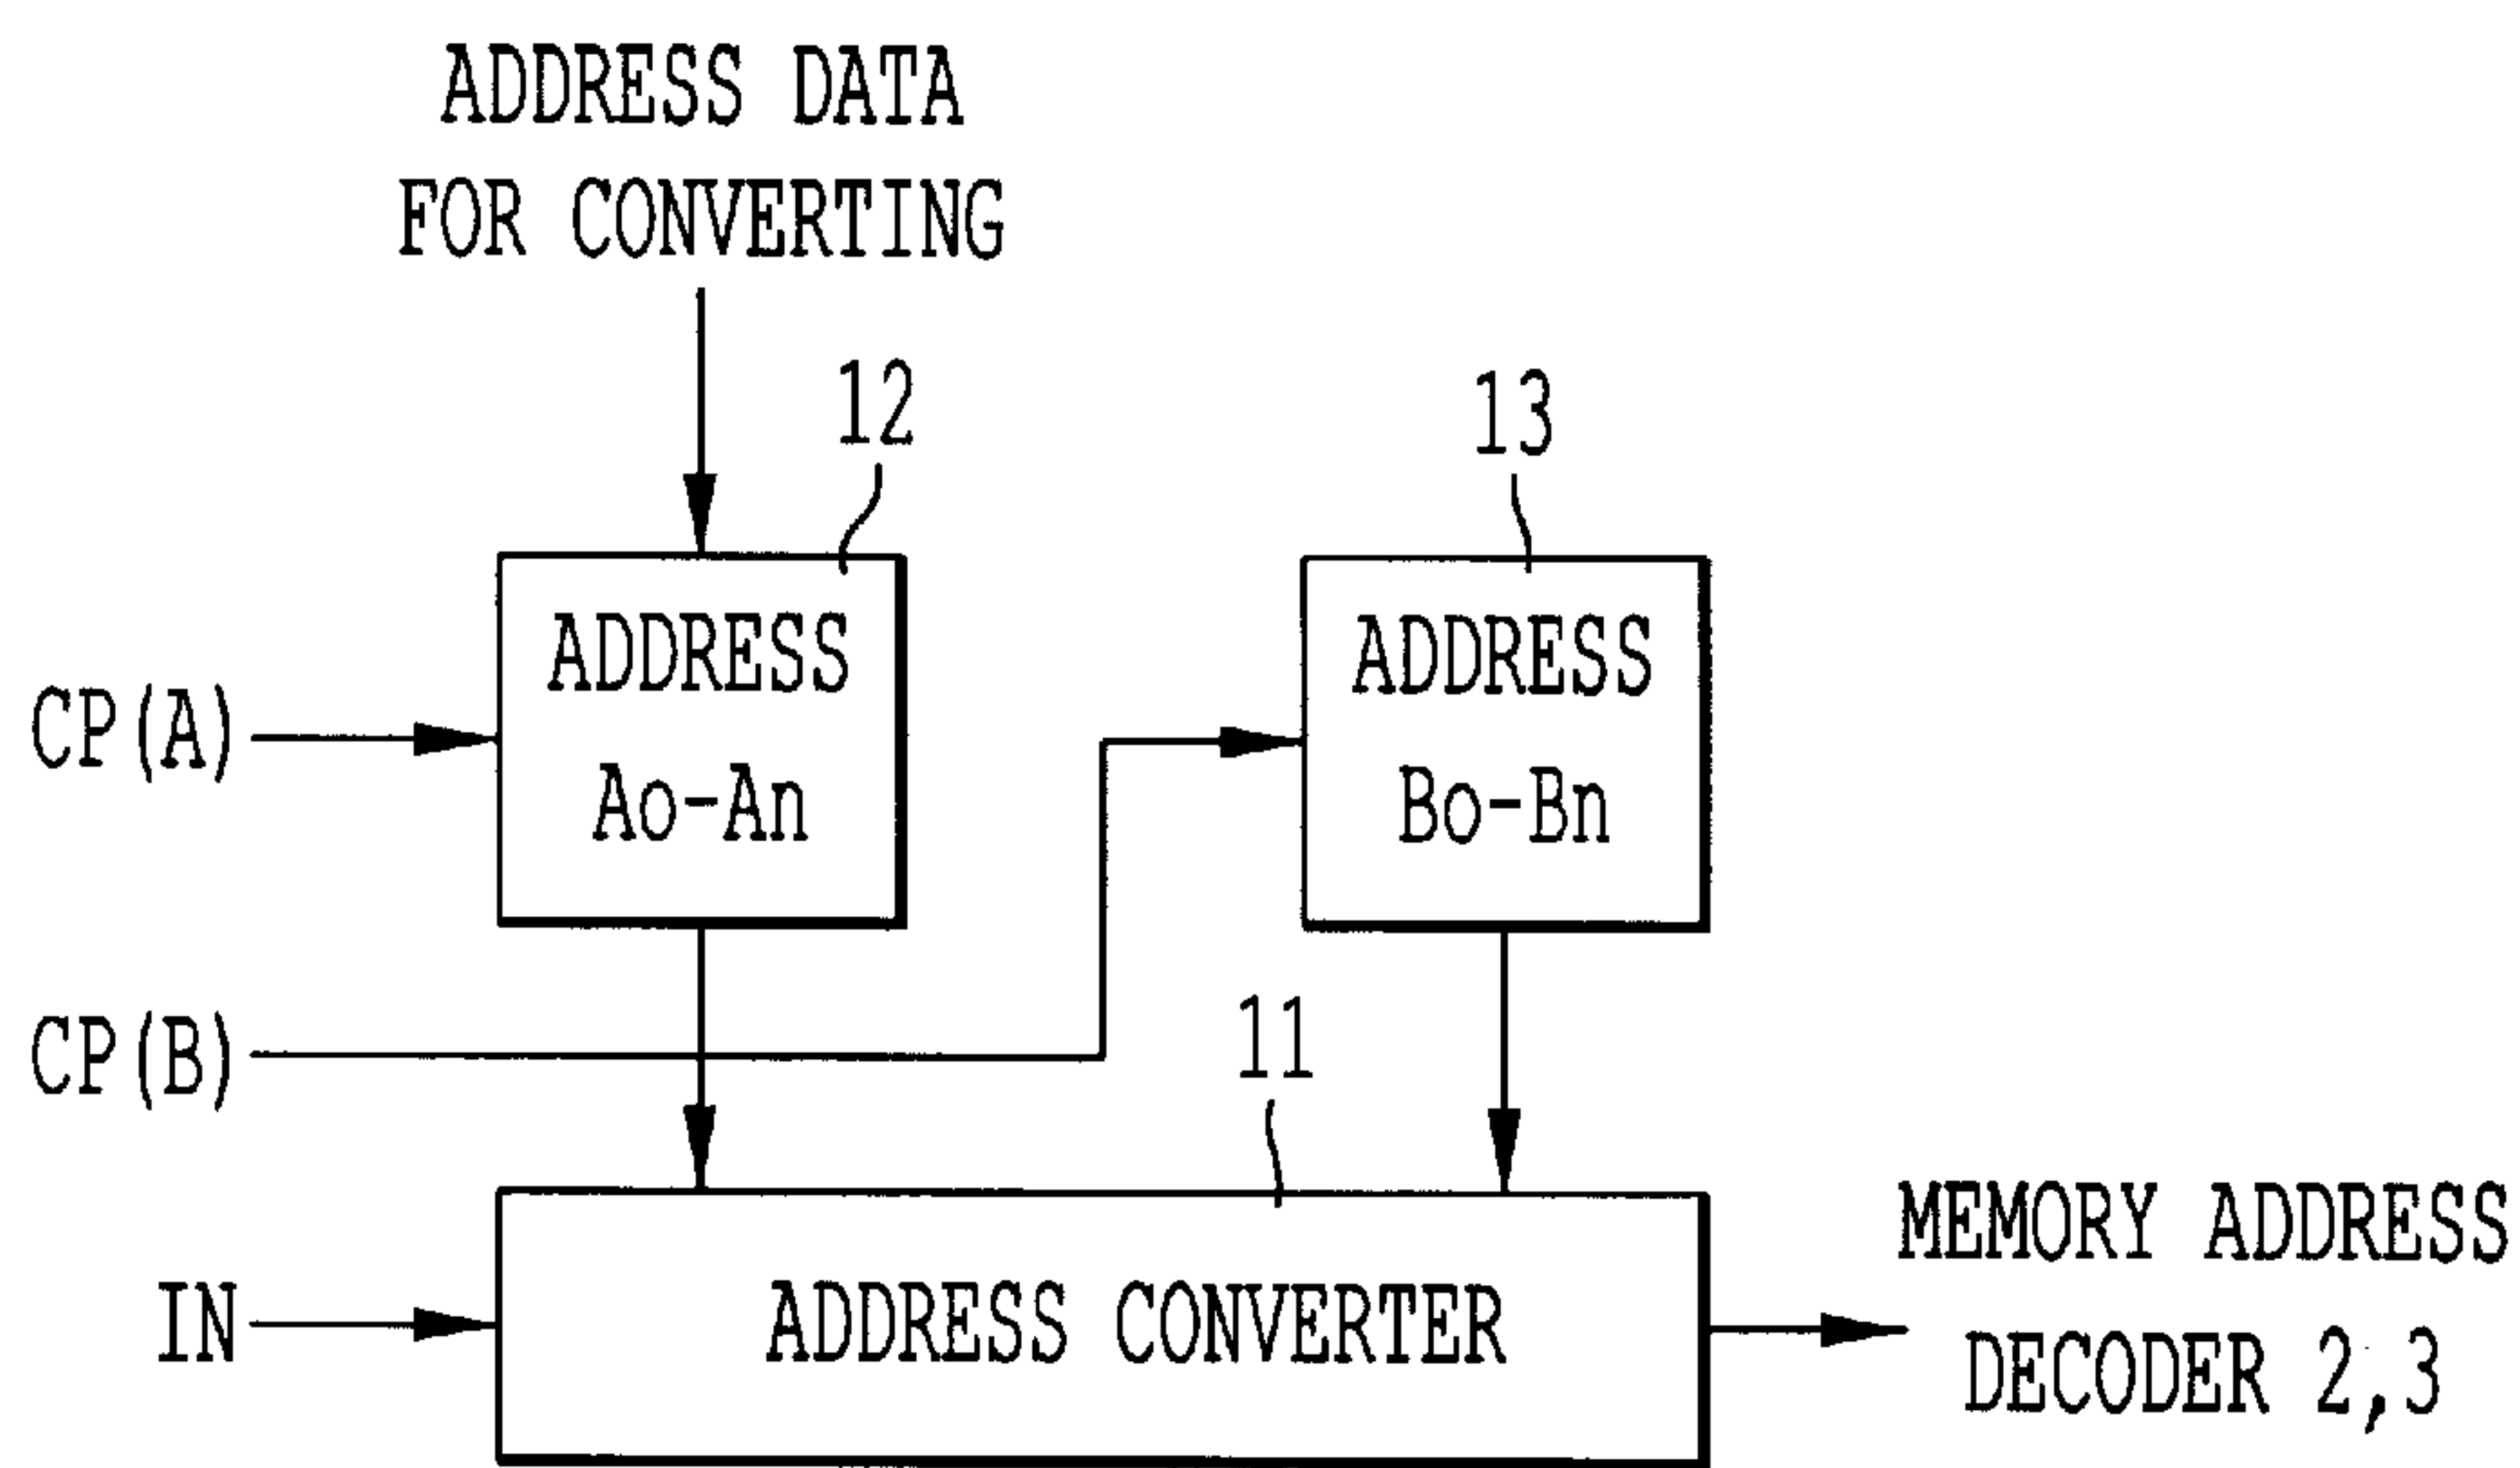 ADDRESS DATA
FOR CONVERTING
12
13
ADDRESS
Ao-An
ADDRESS
Bo-Bn
CP(A)
CP(B)
11
IN
ADDRESS CONVERTER
MEMORY ADDRESS
DECODER 2,3